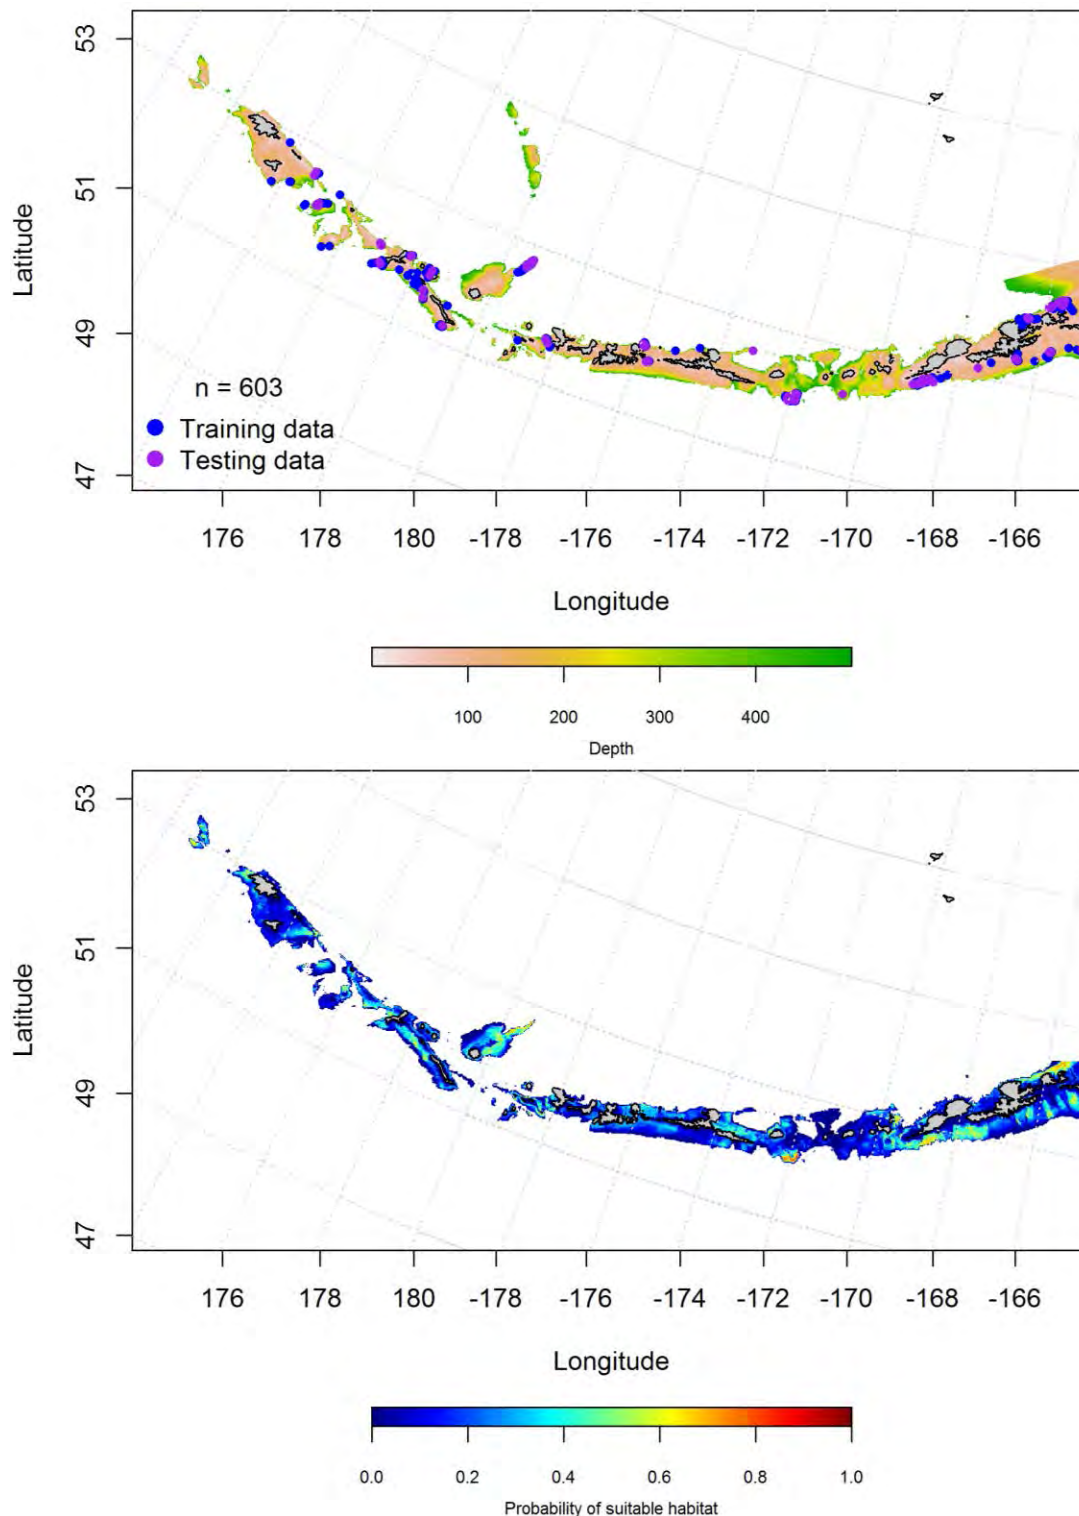 53
51
49
47
Latitude
n = 603
Training data
Testing data
176 178 180 -178 -176 -174 -172 -170 -168 -166
Longitude
100 200 300 400
Depth
53
51
49
47
Latitude
176 178 180 -178 -176 -174 -172 -170 -168 -166
Longitude
0.0 0.2 0.4 0.6 0.8 1.0
Probability of suitable habitat